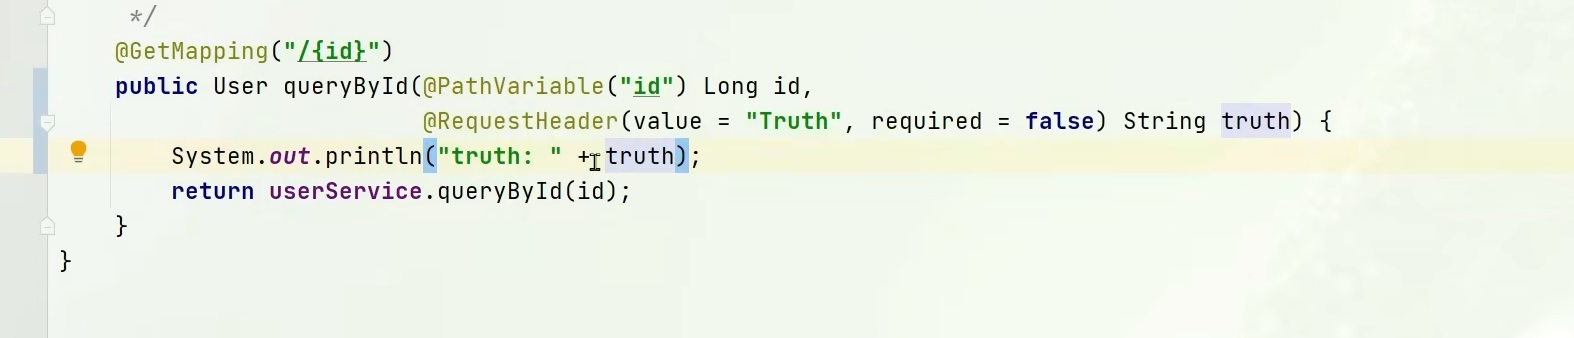 */
@GetMapping("/{id}")
public User queryById(@PathVariable("id") Long id,
@RequestHeader(value = "Truth", required = false) String truth) {
System.out.println("truth: " + truth);
return userService.queryById(id);
}
}